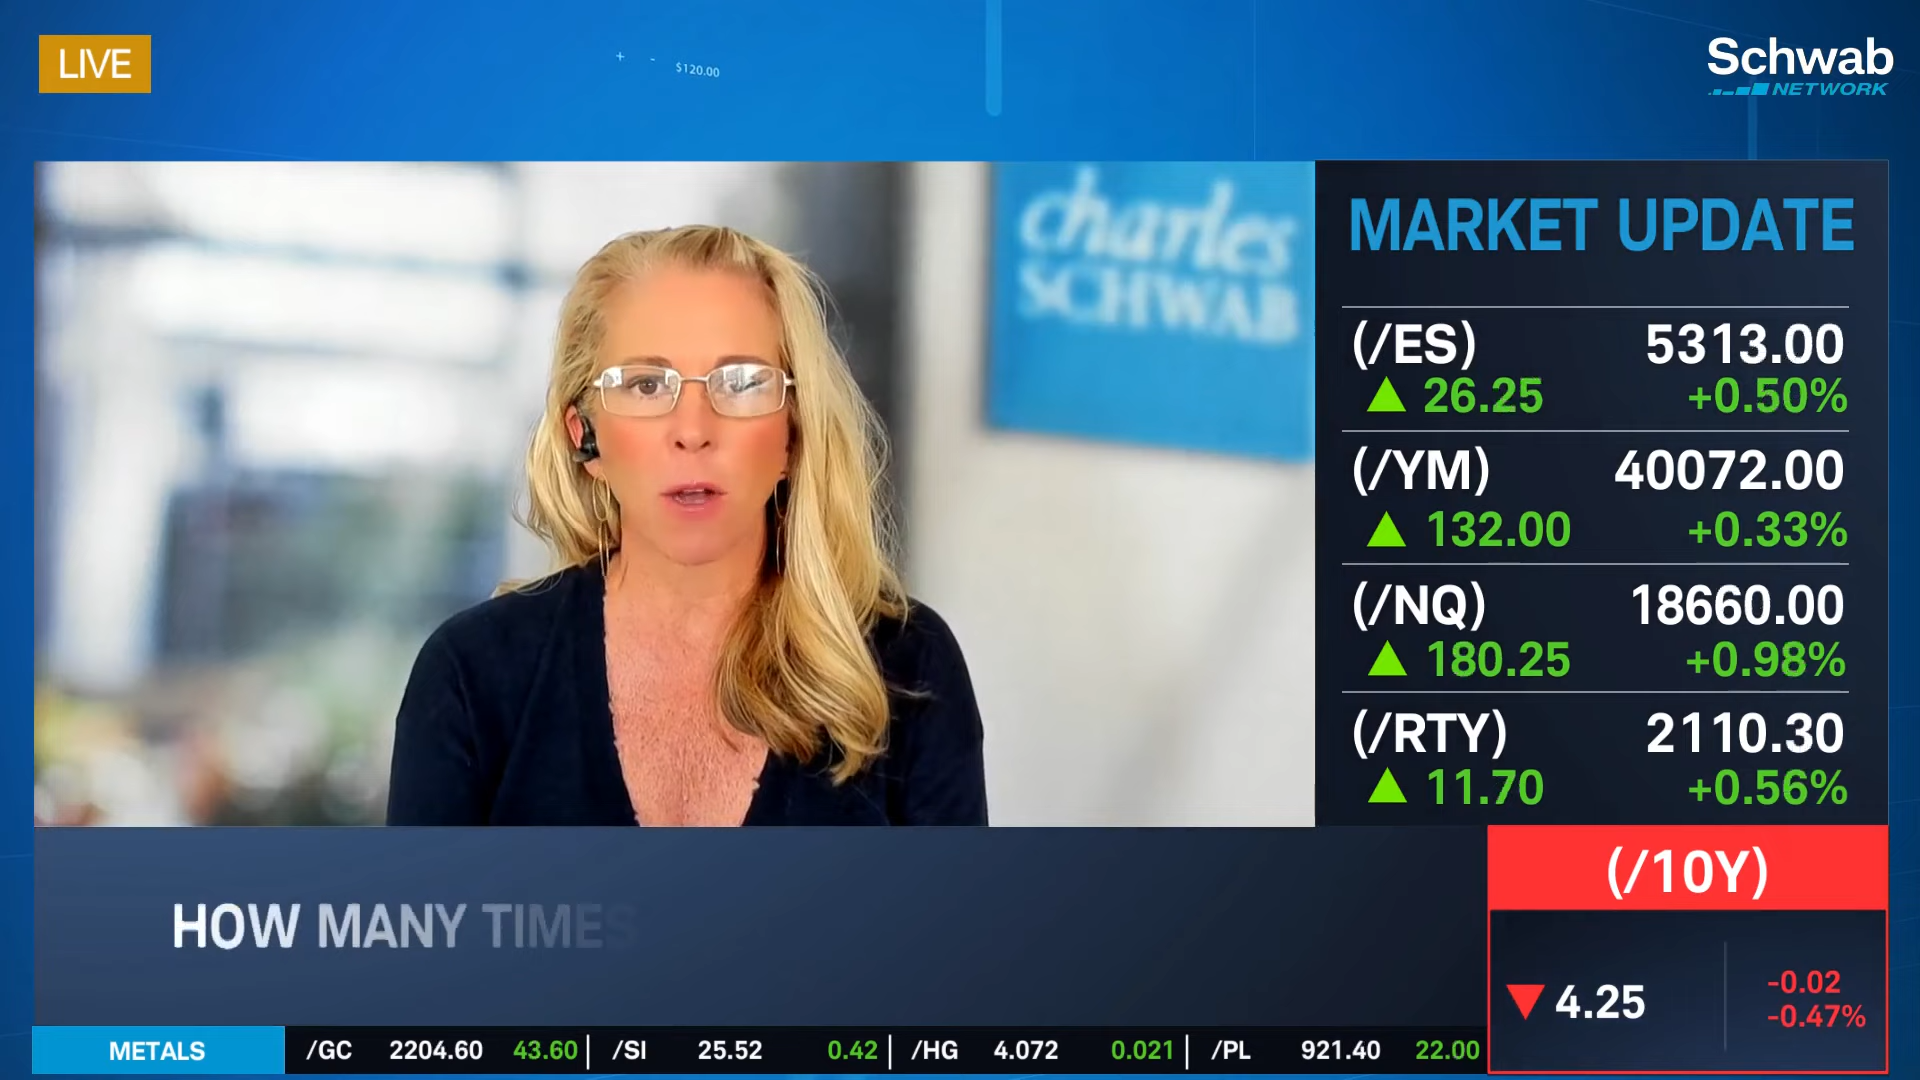 LIVE
+ - $120.00
Schwab
NETWORK
charles
SCHWAB
MARKET UPDATE
(/ES) 5313.00
▲ 26.25 +0.50%
(/YM) 40072.00
▲ 132.00 +0.33%
(/NQ) 18660.00
▲ 180.25 +0.98%
(/RTY) 2110.30
▲ 11.70 +0.56%
HOW MANY TIMES
(/10Y)
▼ 4.25 -0.02
-0.47%
METALS /GC 2204.60 43.60 | /SI 25.52 0.42 | /HG 4.072 0.021 | /PL 921.40 22.00